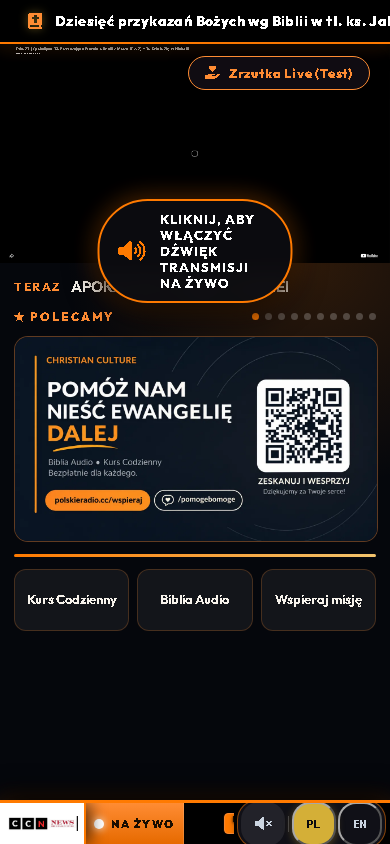 Dziesięć przykazań Bożych wg Biblii w tł. ks. Jak
Zrzutka Live (Test)
KLIKNIJ, ABY
WŁĄCZYĆ
DŹWIĘK
TRANSMISJI
NA ŻYWO
YouTube
TERAZ APOK
★ POLECAMY
CHRISTIAN CULTURE
POMÓŻ NAM
NIEŚĆ EWANGELIĘ
DALEJ
Biblia Audio • Kurs Codzienny
Bezpłatnie dla każdego.
polskieradio.cc/wspieraj
/pomogebomoge
ZESKANUJ I WESPRZYJ
Dziękujemy za Twoje serce!
Kurs Codzienny
Biblia Audio
Wspieraj misję
CCN NEWS
NA ŻYWO
PL
EN